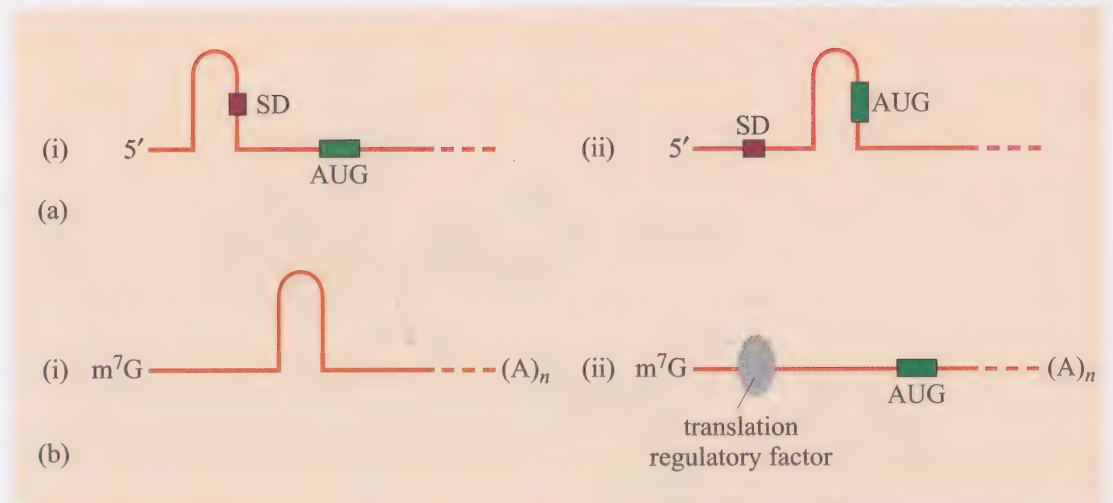 SD
(i) 5′
AUG
SD
AUG
(ii) 5′
(a)
(i) m⁷G
(A)ₙ
(ii) m⁷G
(A)ₙ
AUG
translation
regulatory factor
(b)